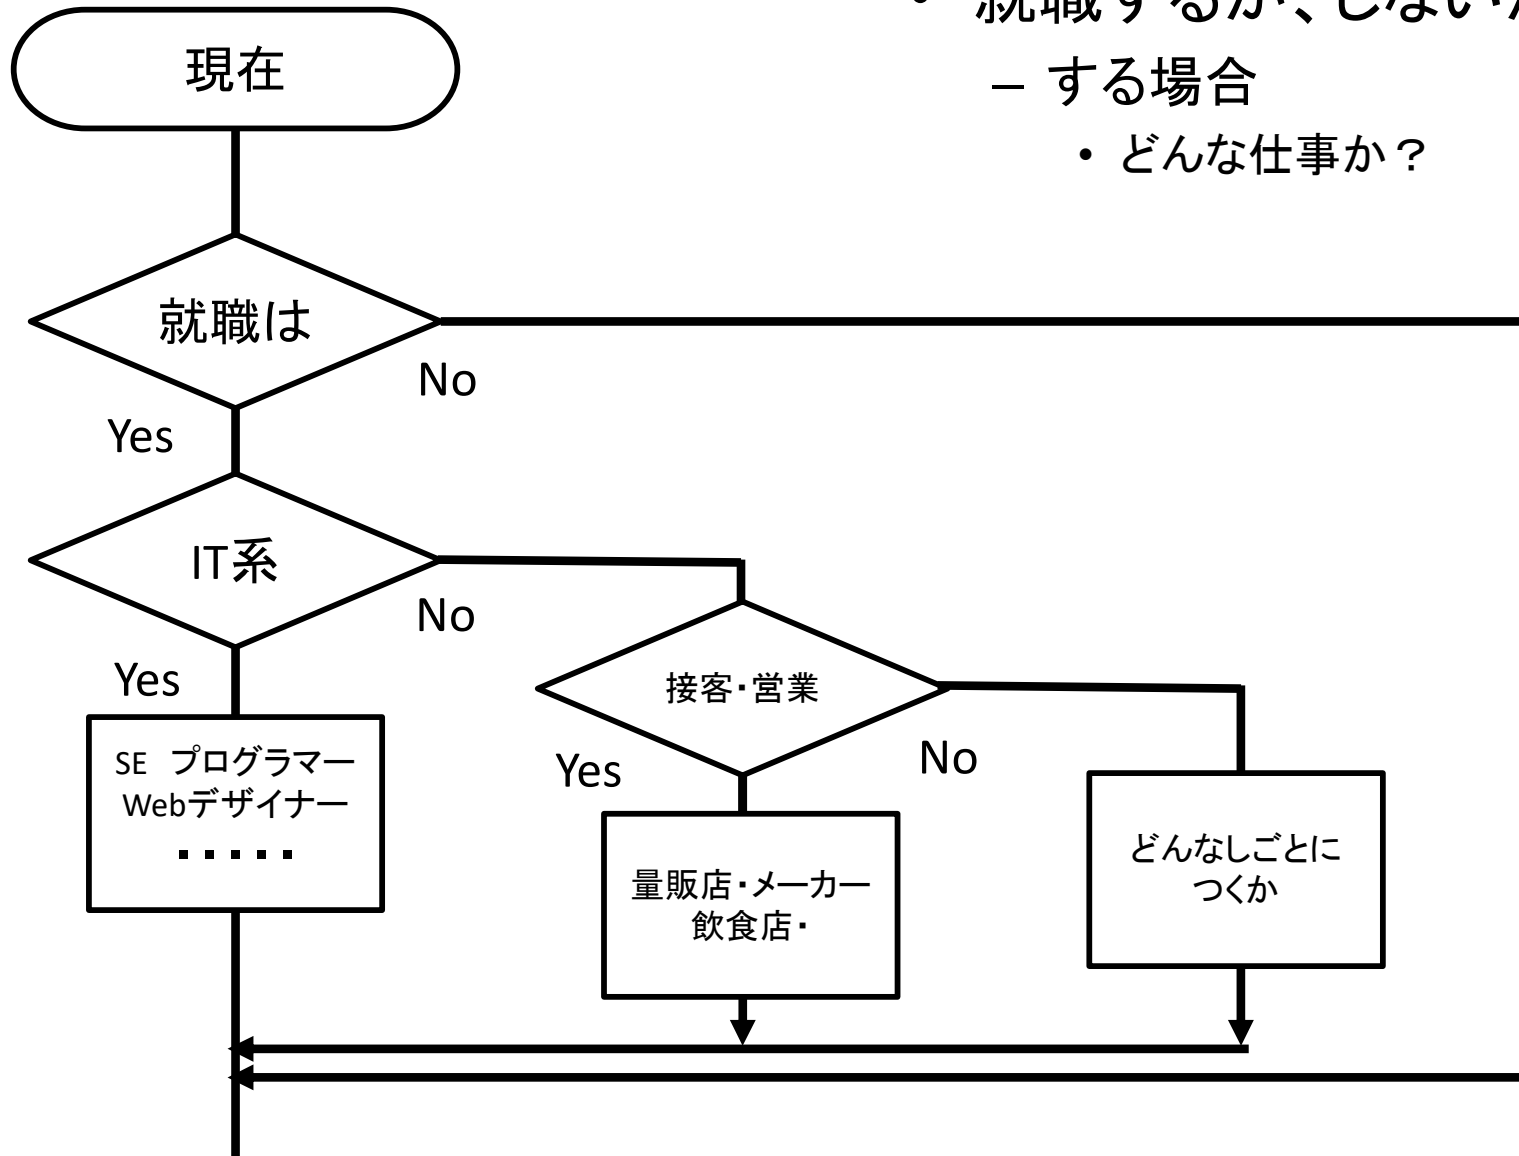 現在
• 就職するか、しないか
– する場合
• どんな仕事か？
就職は
No
Yes
IT系
No
Yes
接客・営業
Yes
No
SE　プログラマー
Webデザイナー
・・・・・
量販店・メーカー
飲食店・
どんなしごとに
つくか